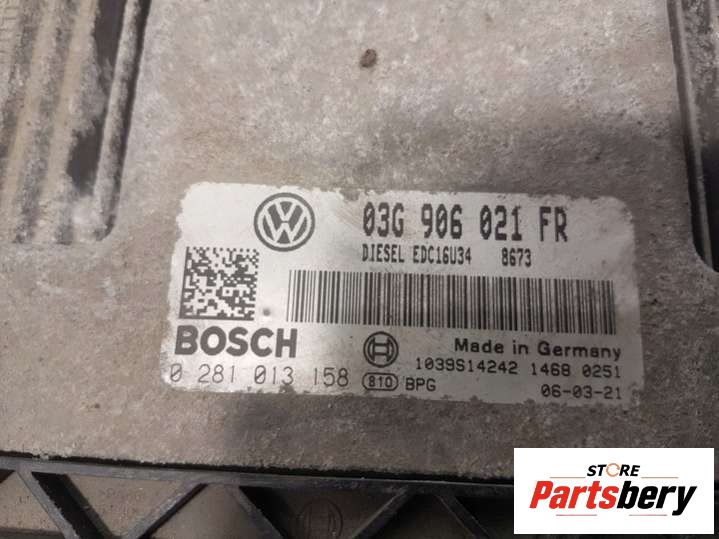 03G 906 021 FR
DIESEL EDC16U34 8673
BOSCH
Made in Germany
0 281 013 158 810 BPG
1039S14242 1468 0251
06-03-21
STORE
Partsbery